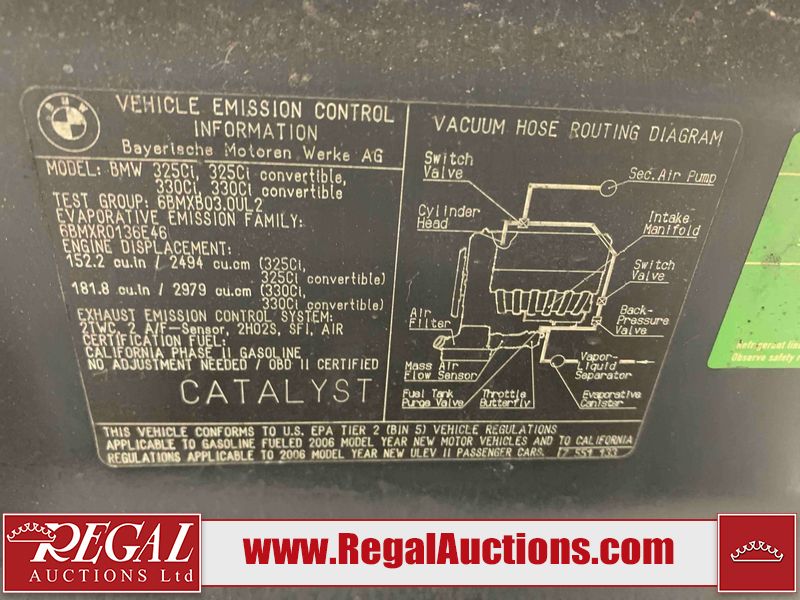 BMW
VEHICLE EMISSION CONTROL
INFORMATION
Bayerische Motoren Werke AG
MODEL: BMW 325Ci, 325Ci convertible,
330Ci, 330Ci convertible
TEST GROUP: 6BMXB03.0UL2
EVAPORATIVE EMISSION FAMILY:
6BMXR0136E46
ENGINE DISPLACEMENT:
152.2 cu.in / 2494 cu.cm (325Ci,
325Ci convertible)
181.8 cu.in / 2979 cu.cm (330Ci,
330Ci convertible)
EXHAUST EMISSION CONTROL SYSTEM:
2TWC, 2 A/F-Sensor, 2HO2S, SFI, AIR
CERTIFICATION FUEL:
CALIFORNIA PHASE II GASOLINE
NO ADJUSTMENT NEEDED / OBD II CERTIFIED
CATALYST
VACUUM HOSE ROUTING DIAGRAM
Switch
Valve
Sec. Air Pump
Cylinder
Head
Intake
Manifold
Switch
Valve
Air
Filter
Back-
Pressure
Valve
Mass Air
Flow Sensor
Vapor-
Liquid
Separator
Fuel Tank
Purge Valve
Throttle
Butterfly
Evaporative
Canister
THIS VEHICLE CONFORMS TO U.S. EPA TIER 2 (BIN 5) VEHICLE REGULATIONS
APPLICABLE TO GASOLINE FUELED 2006 MODEL YEAR NEW MOTOR VEHICLES AND TO CALIFORNIA
REGULATIONS APPLICABLE TO 2006 MODEL YEAR NEW ULEV II PASSENGER CARS. 7 551 133
Refrigerant
Observe safety
REGAL
AUCTIONS Ltd
www.RegalAuctions.com